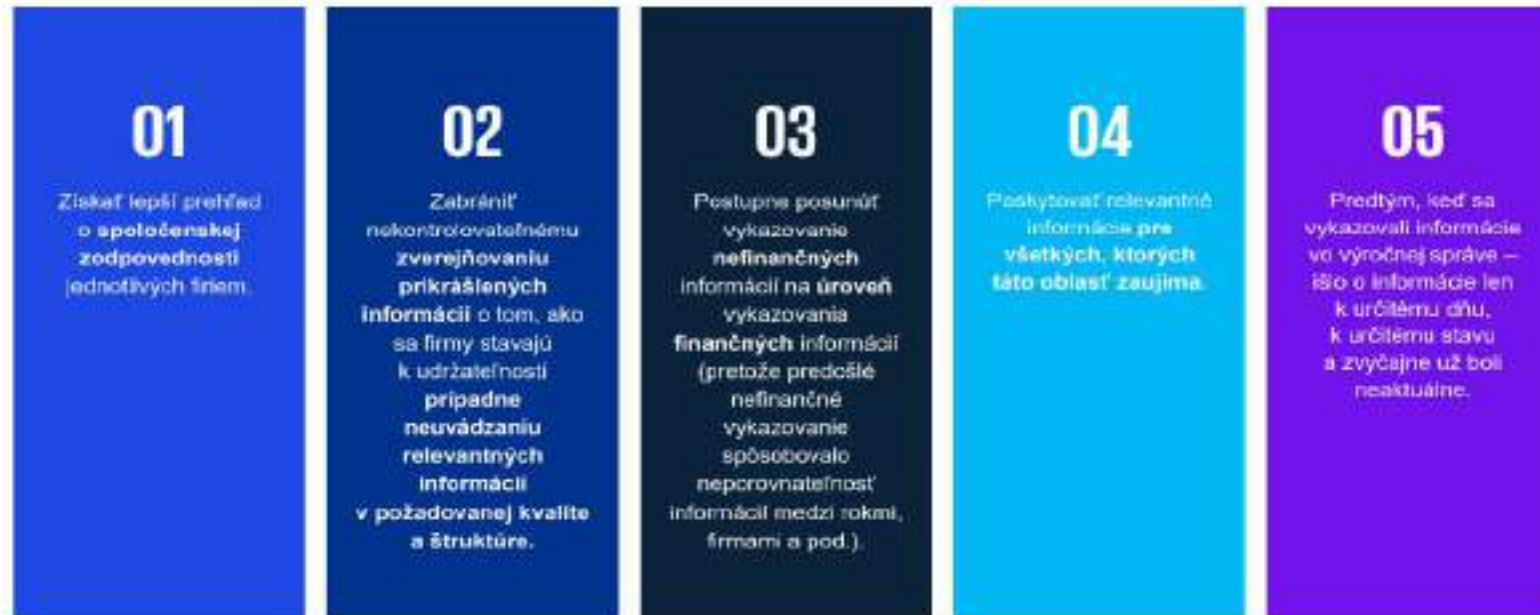 01
Získať lepší prehľad
o spoločenskej
zodpovednosti
jednotlivých firiem.
02
Zabrániť
nekontrolovateľnému
zverejňovaniu
prikrášlených
informácií o tom, ako
sa firmy stavajú
k udržateľnosti
prípadne
neuvádzaniu
relevantných
informácií
v požadovanej kvalite
a štruktúre.
03
Postupne posunúť
vykazovanie
nefinančných
informácií na úroveň
vykazovania
finančných informácií
(pretože predošlé
nefinančné
vykazovanie
spôsobovalo
neporovnateľnosť
informácií medzi rokmi,
firmami a pod.).
04
Poskytovať relevantné
informácie pre
všetkých, ktorých
táto oblasť zaujíma.
05
Predtým, keď sa
vykazovali informácie
vo výročnej správe –
išlo o informácie len
k určitému dňu,
k určitému stavu
a zvyčajne už boli
neaktuálne.